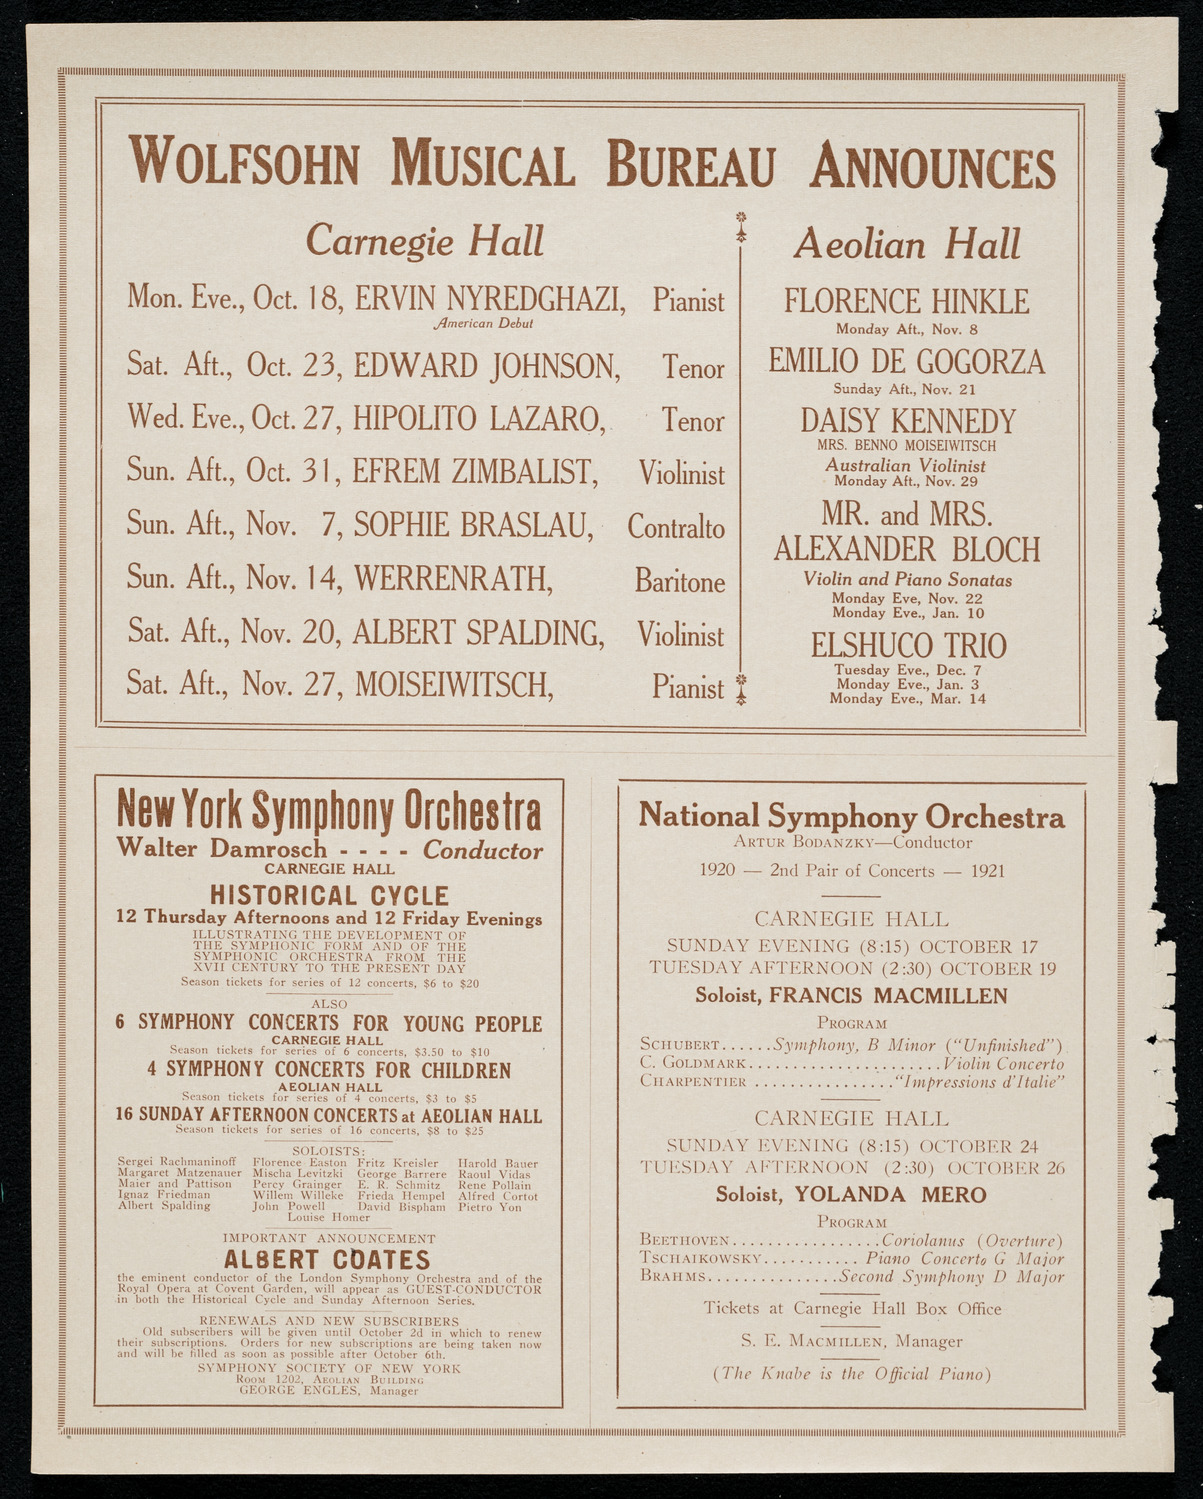 WOLFSOHN MUSICAL BUREAU ANNOUNCES
Carnegie Hall
Mon. Eve., Oct. 18, ERVIN NYREDGHAZI, Pianist
American Debut
Sat. Aft., Oct. 23, EDWARD JOHNSON, Tenor
Wed. Eve., Oct. 27, HIPOLITO LAZARO, Tenor
Sun. Aft., Oct. 31, EFREM ZIMBALIST, Violinist
Sun. Aft., Nov. 7, SOPHIE BRASLAU, Contralto
Sun. Aft., Nov. 14, WERRENRATH, Baritone
Sat. Aft., Nov. 20, ALBERT SPALDING, Violinist
Sat. Aft., Nov. 27, MOISEIWITSCH, Pianist
Aeolian Hall
FLORENCE HINKLE
Monday Aft., Nov. 8
EMILIO DE GOGORZA
Sunday Aft., Nov. 21
DAISY KENNEDY
MRS. BENNO MOISEIWITSCH
Australian Violinist
Monday Aft., Nov. 29
MR. and MRS.
ALEXANDER BLOCH
Violin and Piano Sonatas
Monday Eve, Nov. 22
Monday Eve., Jan. 10
ELSHUCO TRIO
Tuesday Eve., Dec. 7
Monday Eve., Jan. 3
Monday Eve., Mar. 14
New York Symphony Orchestra
Walter Damrosch - - - - Conductor
CARNEGIE HALL
HISTORICAL CYCLE
12 Thursday Afternoons and 12 Friday Evenings
ILLUSTRATING THE DEVELOPMENT OF
THE SYMPHONIC FORM AND OF THE
SYMPHONIC ORCHESTRA FROM THE
XVII CENTURY TO THE PRESENT DAY
Season tickets for series of 12 concerts, $6 to $20
ALSO
6 SYMPHONY CONCERTS FOR YOUNG PEOPLE
CARNEGIE HALL
Season tickets for series of 6 concerts, $3.50 to $10
4 SYMPHONY CONCERTS FOR CHILDREN
AEOLIAN HALL
Season tickets for series of 4 concerts, $3 to $5
16 SUNDAY AFTERNOON CONCERTS at AEOLIAN HALL
Season tickets for series of 16 concerts, $8 to $25
SOLOISTS:
Sergei Rachmaninoff Florence Easton Fritz Kreisler Harold Bauer
Margaret Matzenauer Mischa Levitzki George Barrere Raoul Vidas
Maier and Pattison Percy Grainger E. R. Schmitz Rene Pollain
Ignaz Friedman Willem Willeke Frieda Hempel Alfred Cortot
Albert Spalding John Powell David Bispham Pietro Yon
Louise Homer
IMPORTANT ANNOUNCEMENT
ALBERT COATES
the eminent conductor of the London Symphony Orchestra and of the
Royal Opera at Covent Garden, will appear as GUEST-CONDUCTOR
in both the Historical Cycle and Sunday Afternoon Series.
RENEWALS AND NEW SUBSCRIBERS
Old subscribers will be given until October 2d in which to renew
their subscriptions. Orders for new subscriptions are being taken now
and will be filled as soon as possible after October 6th.
SYMPHONY SOCIETY OF NEW YORK
ROOM 1202, AEOLIAN BUILDING
GEORGE ENGLES, Manager
National Symphony Orchestra
ARTUR BODANZKY—Conductor
1920 — 2nd Pair of Concerts — 1921
CARNEGIE HALL
SUNDAY EVENING (8:15) OCTOBER 17
TUESDAY AFTERNOON (2:30) OCTOBER 19
Soloist, FRANCIS MACMILLEN
PROGRAM
SCHUBERT......Symphony, B Minor ("Unfinished")
C. GOLDMARK......................Violin Concerto
CHARPENTIER ................"Impressions d'Italie"
CARNEGIE HALL
SUNDAY EVENING (8:15) OCTOBER 24
TUESDAY AFTERNOON (2:30) OCTOBER 26
Soloist, YOLANDA MERO
PROGRAM
BEETHOVEN.................Coriolanus (Overture)
TSCHAIKOWSKY........... Piano Concerto G Major
BRAHMS...............Second Symphony D Major
Tickets at Carnegie Hall Box Office
S. E. MACMILLEN, Manager
(The Knabe is the Official Piano)